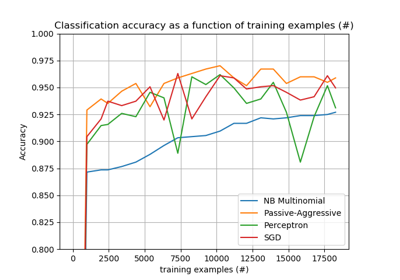 Classification accuracy as a function of training examples (#)
1.000
0.975
0.950
0.925
0.900
0.875
0.850
0.825
0.800
Accuracy
NB Multinomial
Passive-Aggressive
Perceptron
SGD
0 2500 5000 7500 10000 12500 15000 17500
training examples (#)